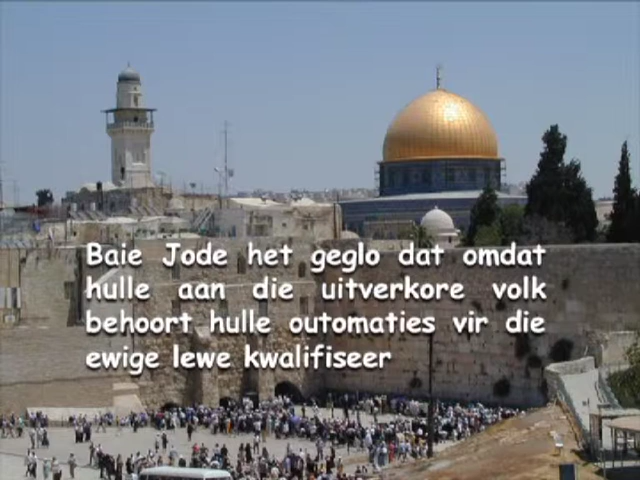 Baie Jode het geglo dat omdat
hulle aan die uitverkore volk
behoort hulle outomaties vir die
ewige lewe kwalifiseer